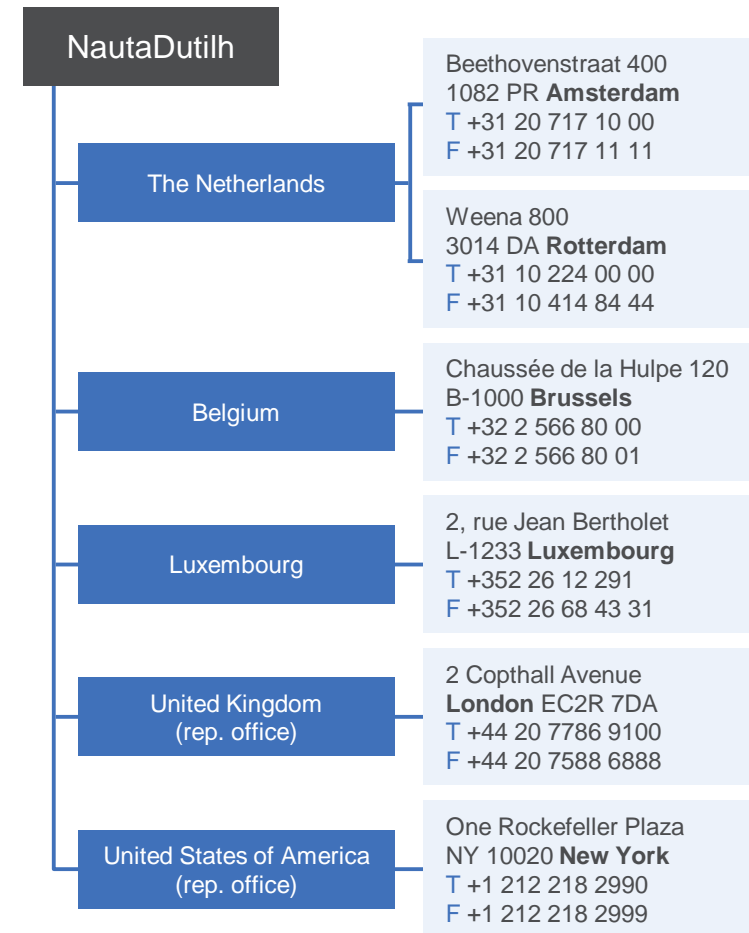 NautaDutilh
The Netherlands
Beethovenstraat 400
1082 PR Amsterdam
T +31 20 717 10 00
F +31 20 717 11 11
Weena 800
3014 DA Rotterdam
T +31 10 224 00 00
F +31 10 414 84 44
Belgium
Chaussée de la Hulpe 120
B-1000 Brussels
T +32 2 566 80 00
F +32 2 566 80 01
Luxembourg
2, rue Jean Bertholet
L-1233 Luxembourg
T +352 26 12 291
F +352 26 68 43 31
United Kingdom
(rep. office)
2 Copthall Avenue
London EC2R 7DA
T +44 20 7786 9100
F +44 20 7588 6888
United States of America
(rep. office)
One Rockefeller Plaza
NY 10020 New York
T +1 212 218 2990
F +1 212 218 2999